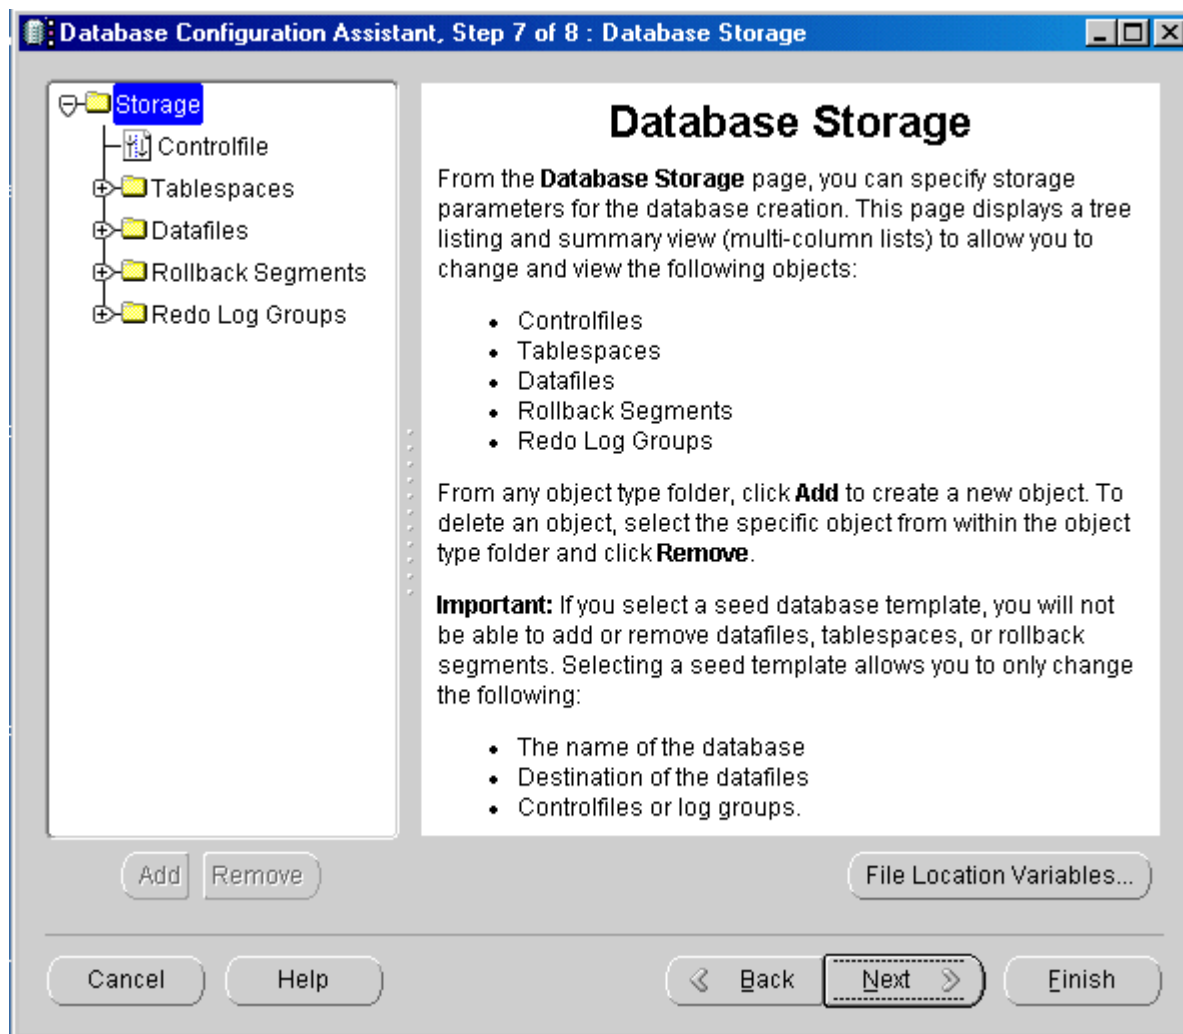 Database Configuration Assistant, Step 7 of 8 : Database Storage
Storage
Controlfile
Tablespaces
Datafiles
Rollback Segments
Redo Log Groups
Database Storage
From the Database Storage page, you can specify storage
parameters for the database creation. This page displays a tree
listing and summary view (multi-column lists) to allow you to
change and view the following objects:
• Controlfiles
• Tablespaces
• Datafiles
• Rollback Segments
• Redo Log Groups
From any object type folder, click Add to create a new object. To
delete an object, select the specific object from within the object
type folder and click Remove.
Important: If you select a seed database template, you will not
be able to add or remove datafiles, tablespaces, or rollback
segments. Selecting a seed template allows you to only change
the following:
• The name of the database
• Destination of the datafiles
• Controlfiles or log groups.
Add Remove File Location Variables...
Cancel Help Back Next Finish